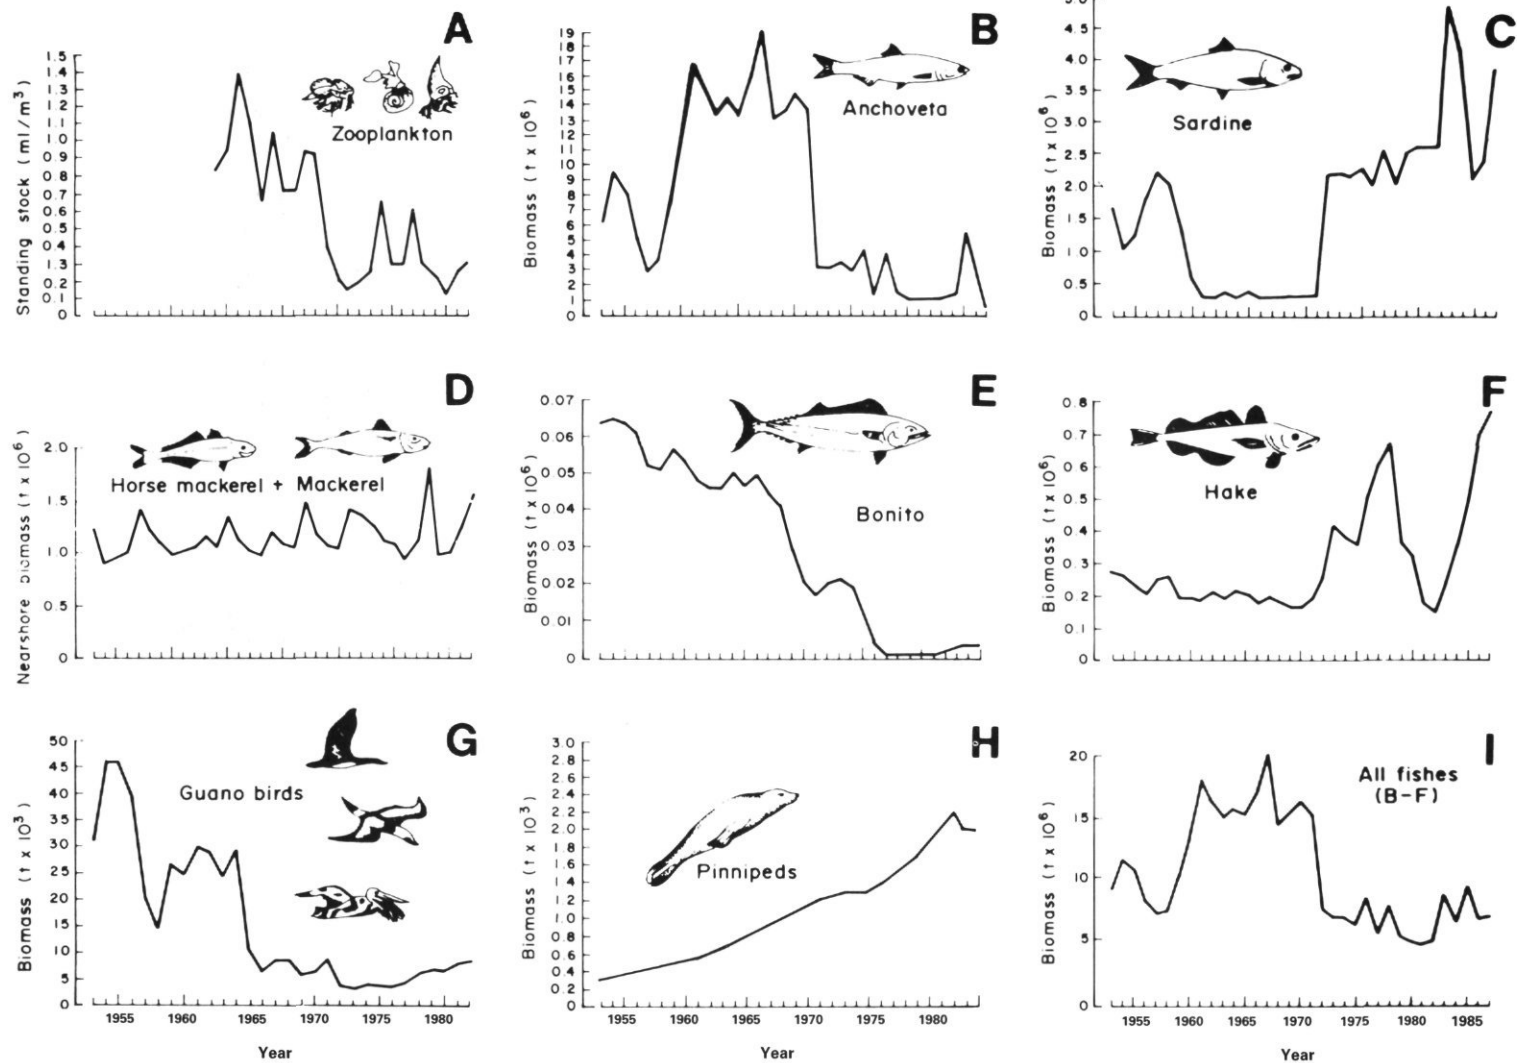 A
Standing stock (ml/m³)
1.5
1.4
1.3
1.2
1.1
1.0
0.9
0.8
0.7
0.6
0.5
0.4
1.3
0.2
0.1
0
Zooplankton
B
Biomass (t x 10⁶)
19
18
17
16
15
14
13
12
11
10
9
8
7
6
5
4
3
2
1
0
Anchoveta
C
Biomass (t x 10⁶)
5.0
4.5
4.0
3.5
3.0
2.5
2.0
1.5
1.0
0.5
0
Sardine
D
Nearshore biomass (t x 10⁶)
2.0
1.5
1.0
0.5
0
Horse mackerel + Mackerel
E
Biomass (t x 10⁶)
0.07
0.06
0.05
0.04
0.03
0.02
0.01
0
Bonito
F
Biomass (t x 10⁶)
0.8
0.7
0.6
0.5
0.4
0.3
0.2
0.1
0
Hake
G
Biomass (t x 10³)
50
45
40
35
30
25
20
15
10
5
0
Guano birds
1955 1960 1965 1970 1975 1980
Year
H
Biomass (t x 10³)
3.0
2.8
2.6
2.4
2.2
2.0
1.8
1.6
1.4
1.2
1.0
0.8
0.6
0.4
0.2
0
Pinnipeds
1955 1960 1965 1970 1975 1980
Year
I
Biomass (t x 10⁶)
20
15
10
5
0
All fishes
(B-F)
1955 1960 1965 1970 1975 1980 1985
Year